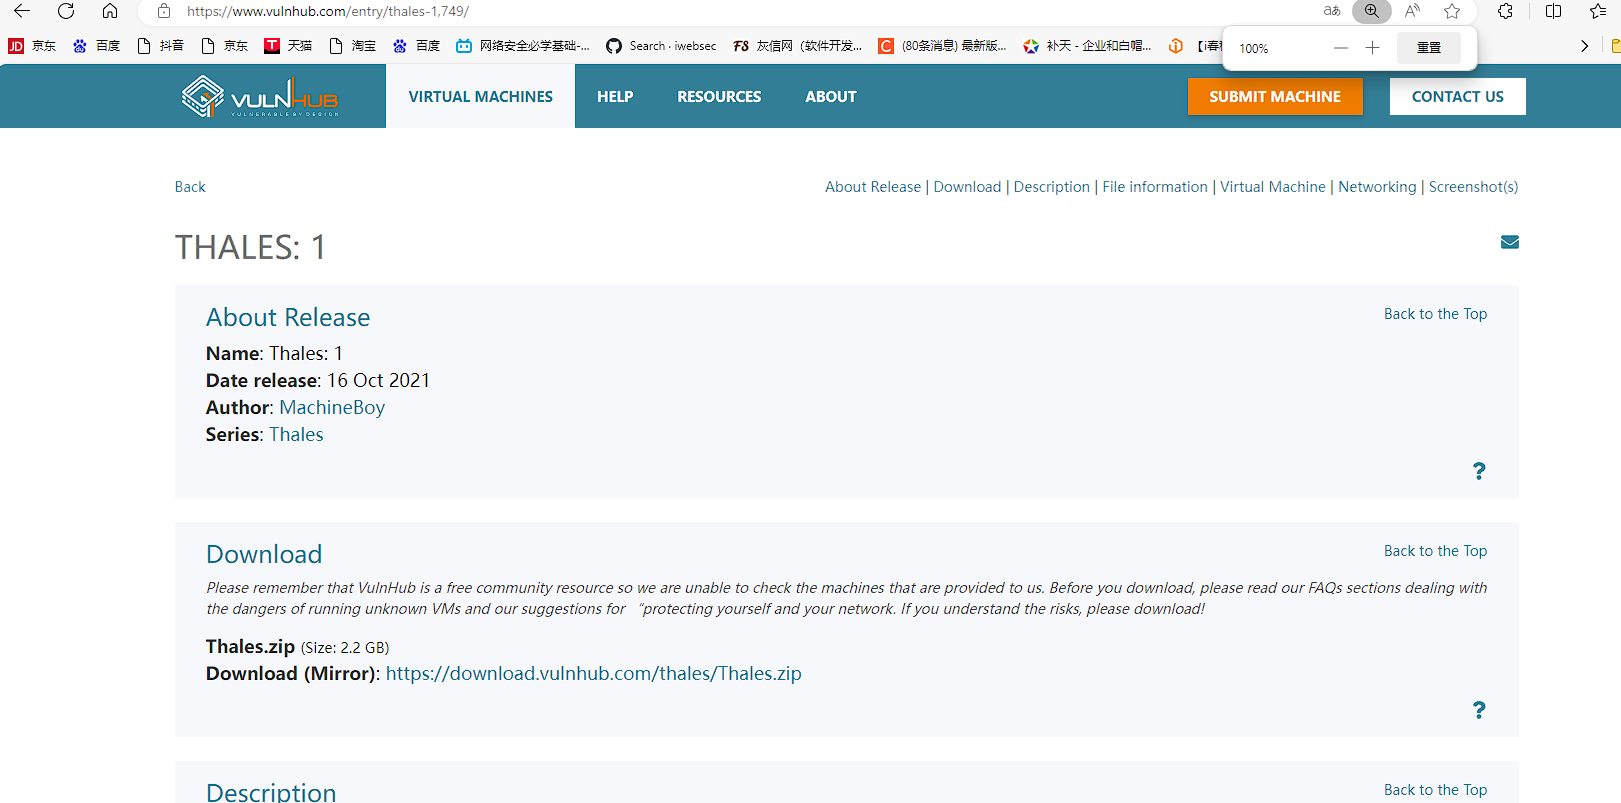 https://www.vulnhub.com/entry/thales-1,749/
京东 百度 抖音 京东 天猫 淘宝 百度 网络安全必学基础-... Search · iwebsec 灰信网（软件开发... (80条消息) 最新版... 补天 - 企业和白帽... 【i春
100% 重置
VULNHUB
VULNERABLE BY DESIGN
VIRTUAL MACHINES HELP RESOURCES ABOUT SUBMIT MACHINE CONTACT US
Back About Release | Download | Description | File information | Virtual Machine | Networking | Screenshot(s)
THALES: 1
About Release Back to the Top
Name: Thales: 1
Date release: 16 Oct 2021
Author: MachineBoy
Series: Thales
?
Download Back to the Top
Please remember that VulnHub is a free community resource so we are unable to check the machines that are provided to us. Before you download, please read our FAQs sections dealing with
the dangers of running unknown VMs and our suggestions for “protecting yourself and your network. If you understand the risks, please download!
Thales.zip (Size: 2.2 GB)
Download (Mirror): https://download.vulnhub.com/thales/Thales.zip
?
Description Back to the Top